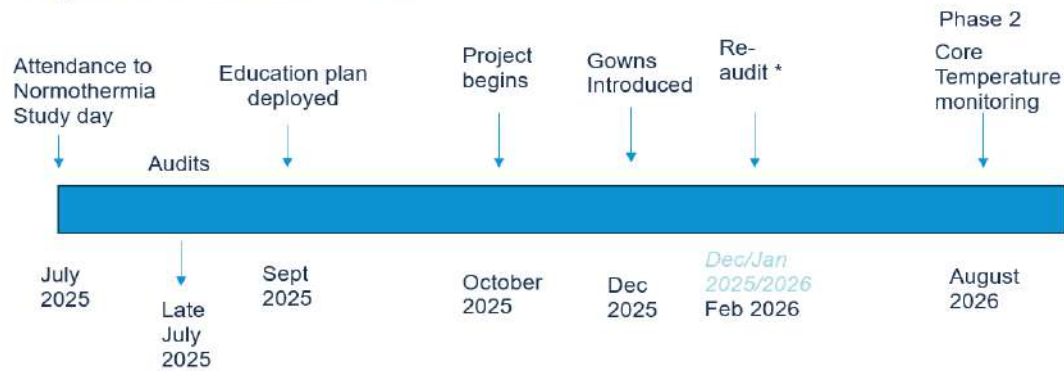 Attendance to
Normothermia
Study day
Audits
Education plan
deployed
Project
begins
Gowns
Introduced
Re-
audit *
Phase 2
Core
Temperature
monitoring
July
2025
Late
July
2025
Sept
2025
October
2025
Dec
2025
Dec/Jan
2025/2026
Feb 2026
August
2026